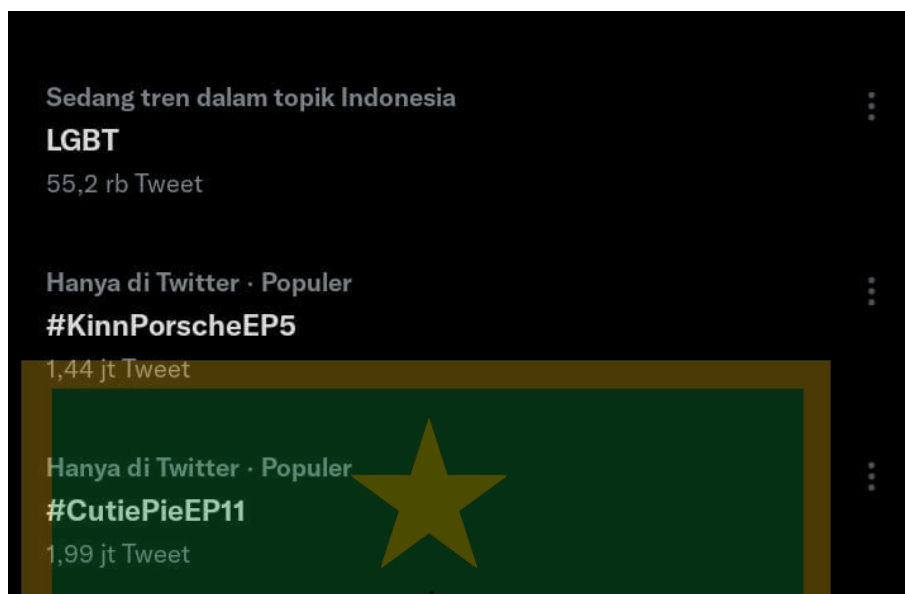 Sedang tren dalam topik Indonesia
LGBT
55,2 rb Tweet
Hanya di Twitter · Populer
#KinnPorscheEP5
1,44 jt Tweet
Hanya di Twitter · Populer
#CutiePieEP11
1,99 jt Tweet